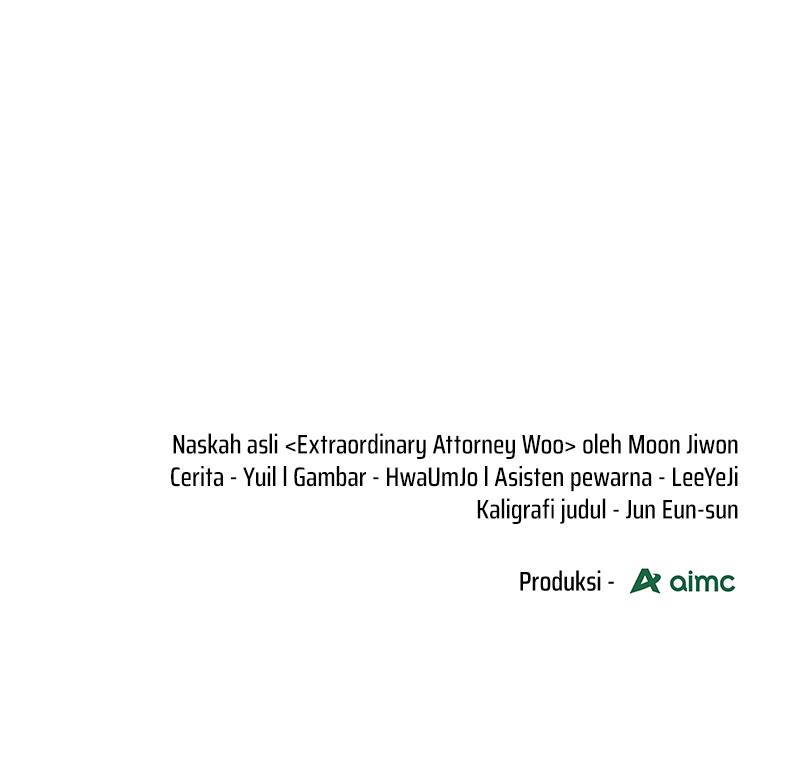 Naskah asli <Extraordinary Attorney Woo> oleh Moon Jiwon
Cerita - Yuil l Gambar - HwaUmJo l Asisten pewarna - LeeYeJi
Kaligrafi judul - Jun Eun-sun
Produksi - aimc